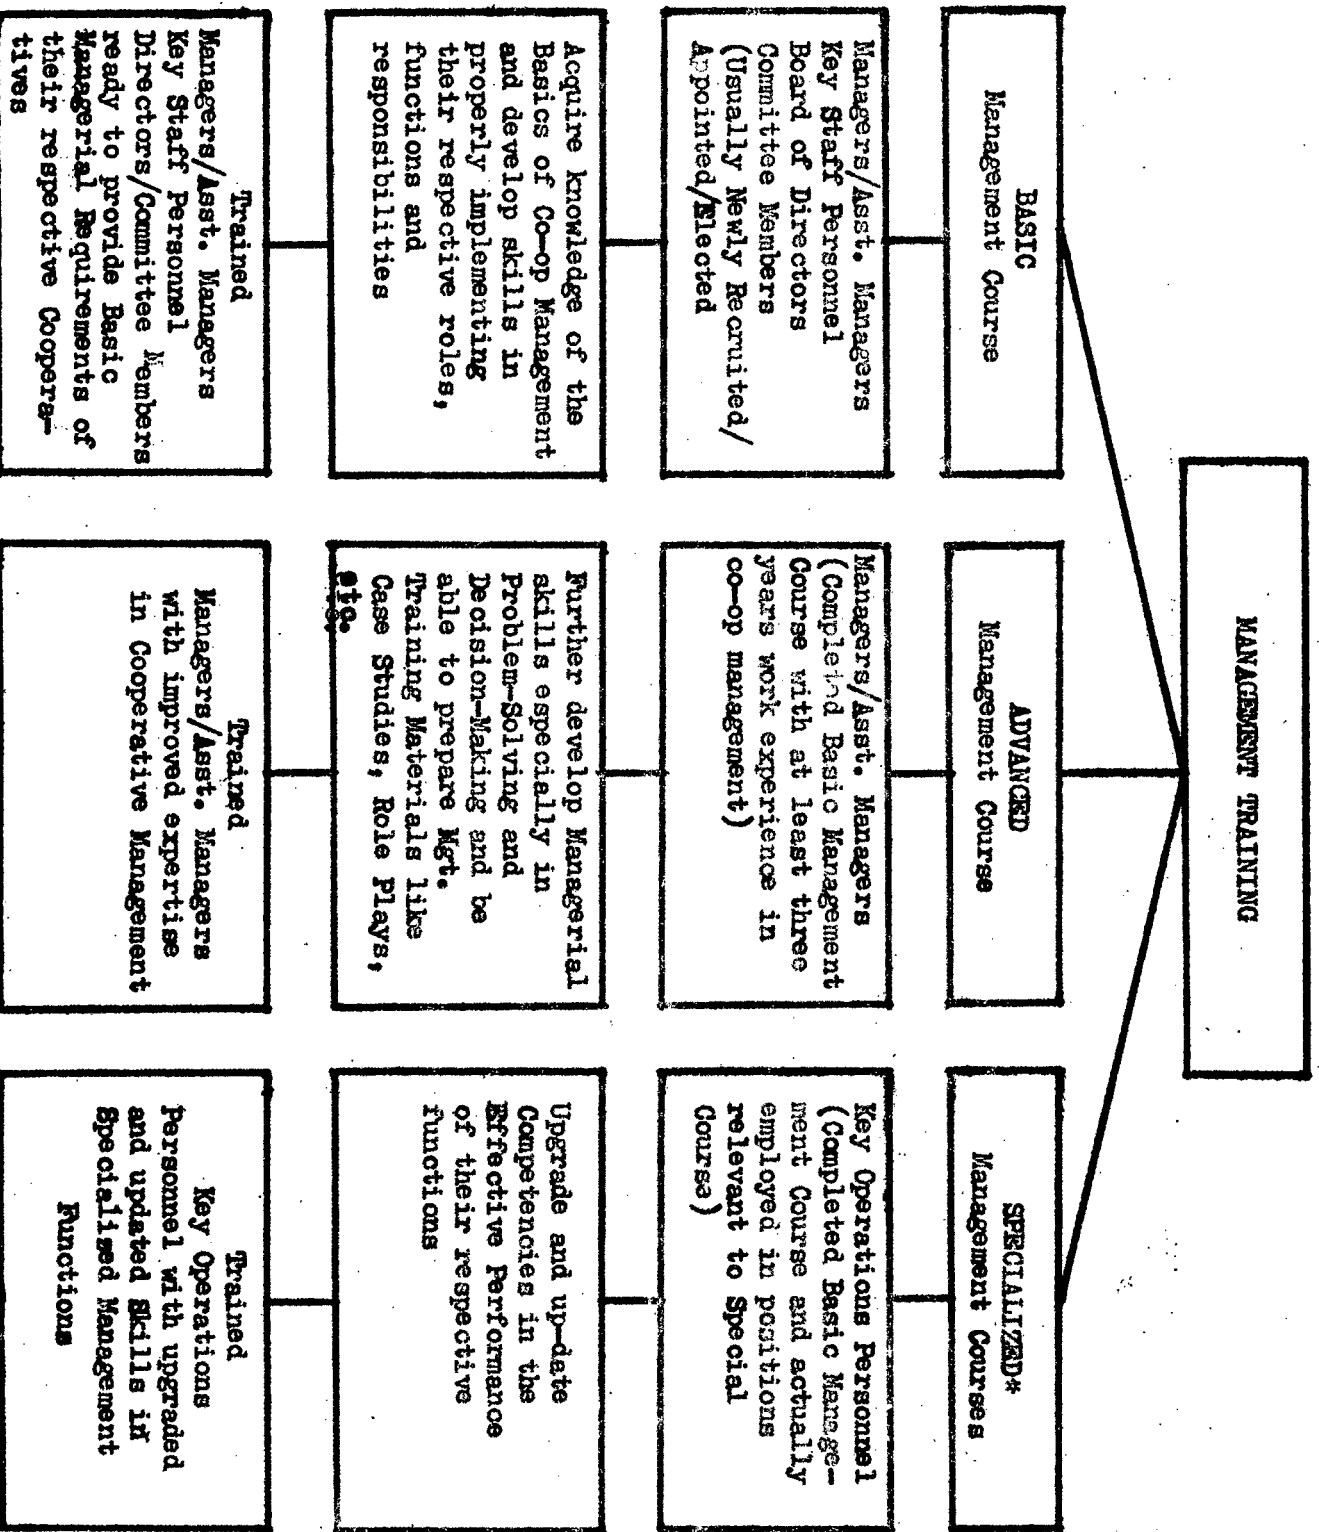 MANAGEMENT TRAINING
BASIC
Management Course
Managers/Asst. Managers
Key Staff Personnel
Board of Directors
Committee Members
(Usually Newly Recruited/
Appointed/Elected
Acquire knowledge of the
Basics of Co-op Management
and develop skills in
properly implementing
their respective roles,
functions and
responsibilities
Trained
Managers/Asst. Managers
Key Staff Personnel
Directors/Committee Members
ready to provide Basic
Managerial Requirements of
their respective Coopera-
tives
ADVANCED
Management Course
Managers/Asst. Managers
(Completed Basic Management
Course with at least three
years work experience in
co-op management)
Further develop Managerial
skills especially in
Problem-Solving and
Decision-Making and be
able to prepare Mgt.
Training Materials like
Case Studies, Role Plays,
etc.
Trained
Managers/Asst. Managers
with improved expertise
in Cooperative Management
SPECIALIZED*
Management Courses
Key Operations Personnel
(Completed Basic Manage-
ment Course and actually
employed in positions
relevant to Special
Course)
Upgrade and up-date
Competencies in the
Effective Performance
of their respective
functions
Trained
Key Operations
Personnel with upgraded
and updated Skills in
Specialised Management
Functions